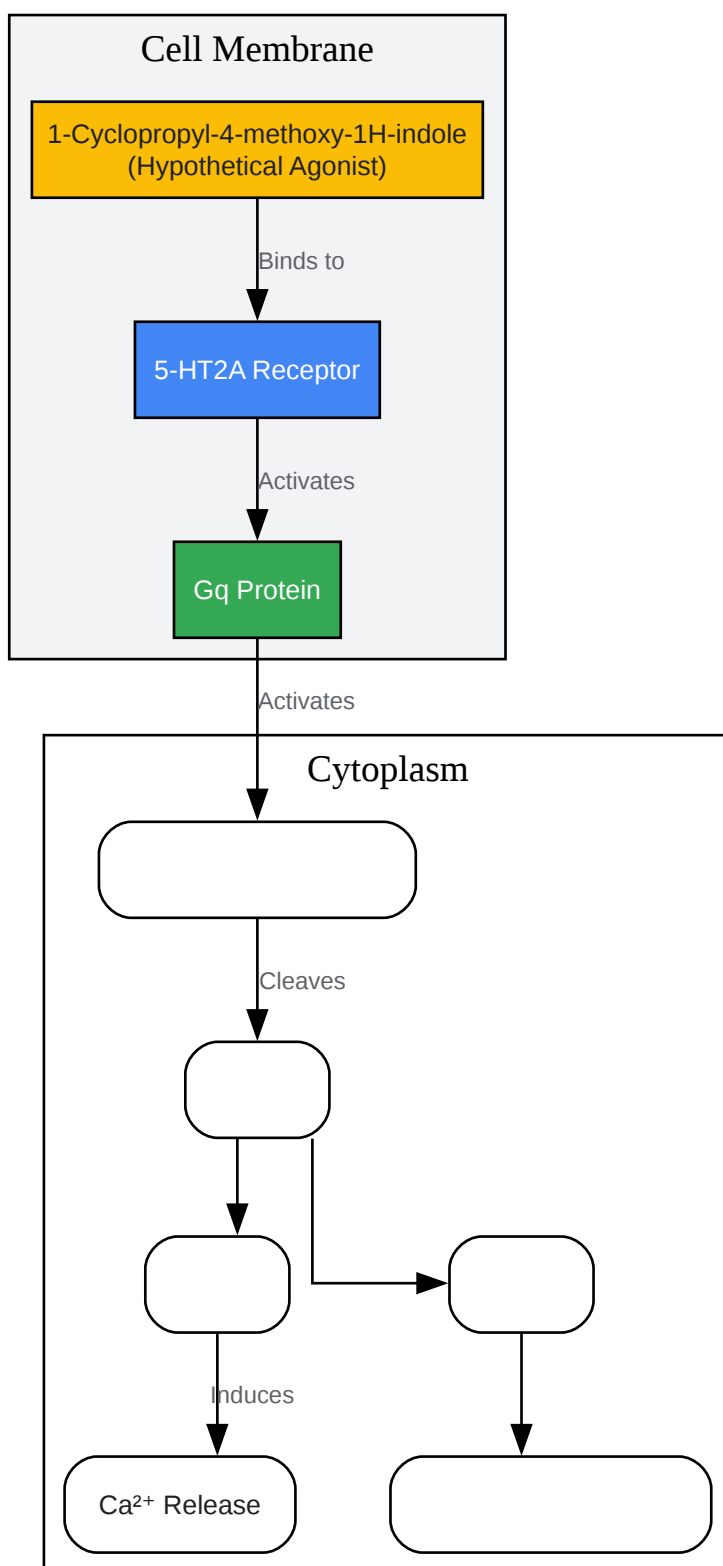 Cell Membrane
1-Cyclopropyl-4-methoxy-1H-indole
(Hypothetical Agonist)
Binds to
5-HT2A Receptor
Activates
Gq Protein
Activates
Cytoplasm
Cleaves
Induces
Ca²⁺ Release